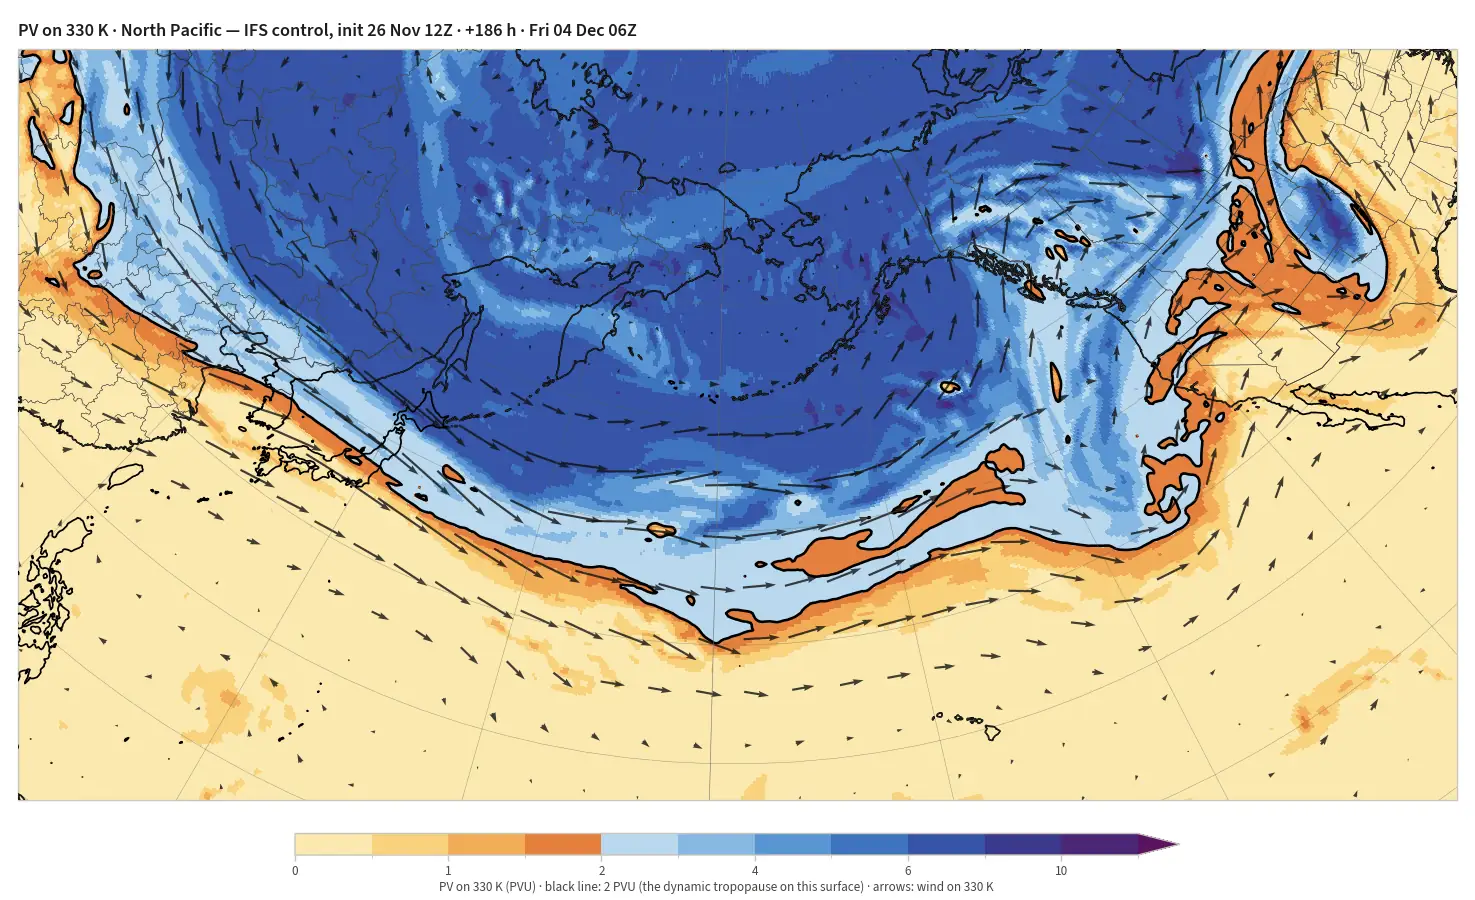 PV on 330 K · North Pacific — IFS control, init 26 Nov 12Z · +186 h · Fri 04 Dec 06Z
0 1 2 4 6 10
PV on 330 K (PVU) · black line: 2 PVU (the dynamic tropopause on this surface) · arrows: wind on 330 K